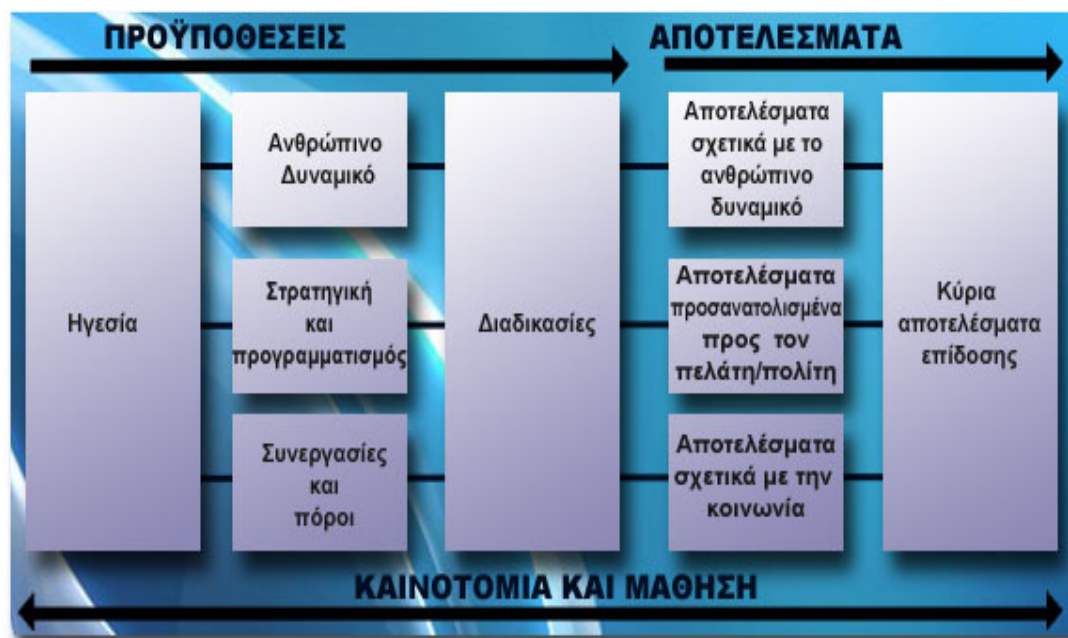 ΠΡΟΫΠΟΘΕΣΕΙΣ
ΑΠΟΤΕΛΕΣΜΑΤΑ
Ηγεσία
Ανθρώπινο
Δυναμικό
Στρατηγική
και
προγραμματισμός
Συνεργασίες
και
πόροι
Διαδικασίες
Αποτελέσματα
σχετικά με το
ανθρώπινο
δυναμικό
Αποτελέσματα
προσανατολισμένα
προς τον
πελάτη/πολίτη
Αποτελέσματα
σχετικά με την
κοινωνία
Κύρια
αποτελέσματα
επίδοσης
ΚΑΙΝΟΤΟΜΙΑ ΚΑΙ ΜΑΘΗΣΗ